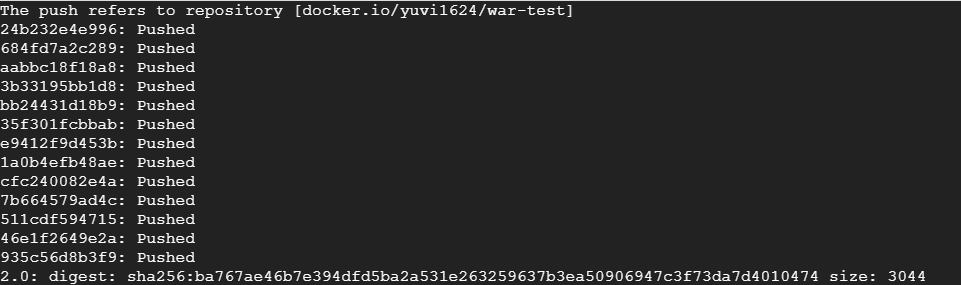 The push refers to repository [docker.io/yuvi1624/war-test]
24b232e4e996: Pushed
684fd7a2c289: Pushed
aabbc18f18a8: Pushed
3b33195bb1d8: Pushed
bb24431d18b9: Pushed
35f301fcbbab: Pushed
e9412f9d453b: Pushed
1a0b4efb48ae: Pushed
cfc240082e4a: Pushed
7b664579ad4c: Pushed
511cdf594715: Pushed
46e1f2649e2a: Pushed
935c56d8b3f9: Pushed
2.0: digest: sha256:ba767ae46b7e394dfd5ba2a531e263259637b3ea50906947c3f73da7d4010474 size: 3044